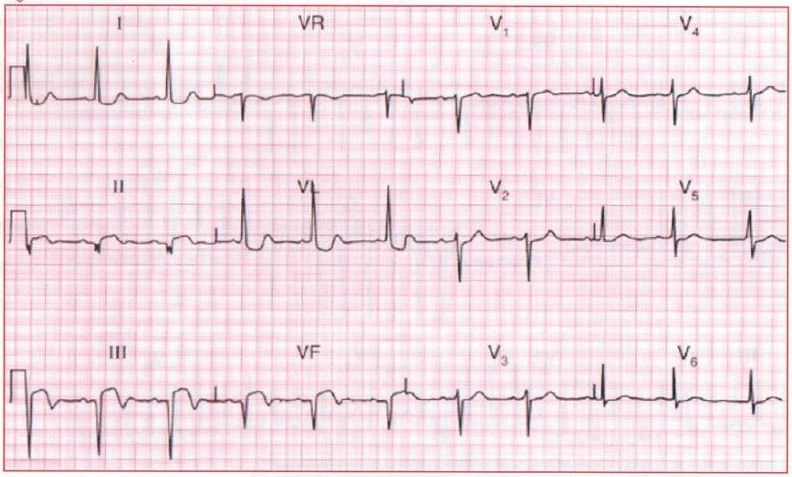 I VR V₁ V₄
II VL V₂ V₅
III VF V₃ V₆